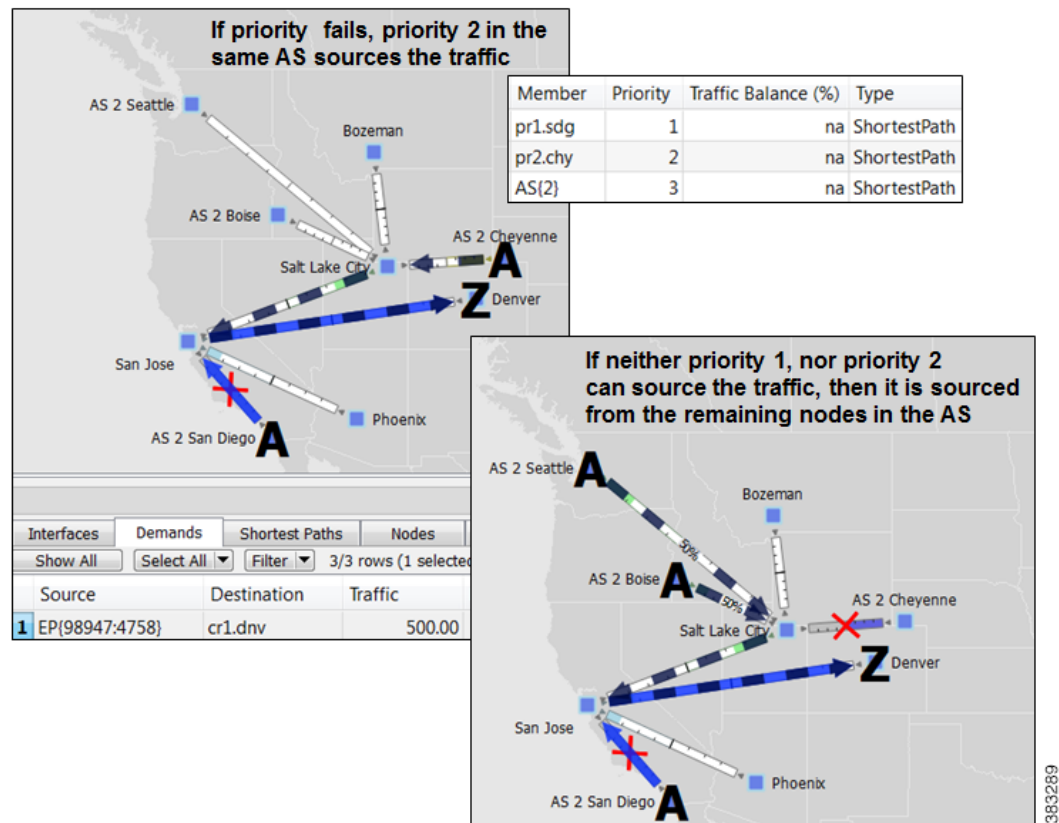 If priority fails, priority 2 in the
same AS sources the traffic
AS 2 Seattle
Bozeman
AS 2 Boise
AS 2 Cheyenne
Salt Lake City
A
Z
Denver
San Jose
Phoenix
AS 2 San Diego
A
Member Priority Traffic Balance (%) Type
pr1.sdg 1 na ShortestPath
pr2.chy 2 na ShortestPath
AS{2} 3 na ShortestPath
Interfaces Demands Shortest Paths Nodes
Show All Select All Filter 3/3 rows (1 selected
Source Destination Traffic
1 EP{98947:4758} cr1.dnv 500.00
If neither priority 1, nor priority 2
can source the traffic, then it is sourced
from the remaining nodes in the AS
AS 2 Seattle
A
Bozeman
50%
AS 2 Boise
A
50%
AS 2 Cheyenne
Salt Lake City
Z
Denver
San Jose
Phoenix
AS 2 San Diego
A
383289